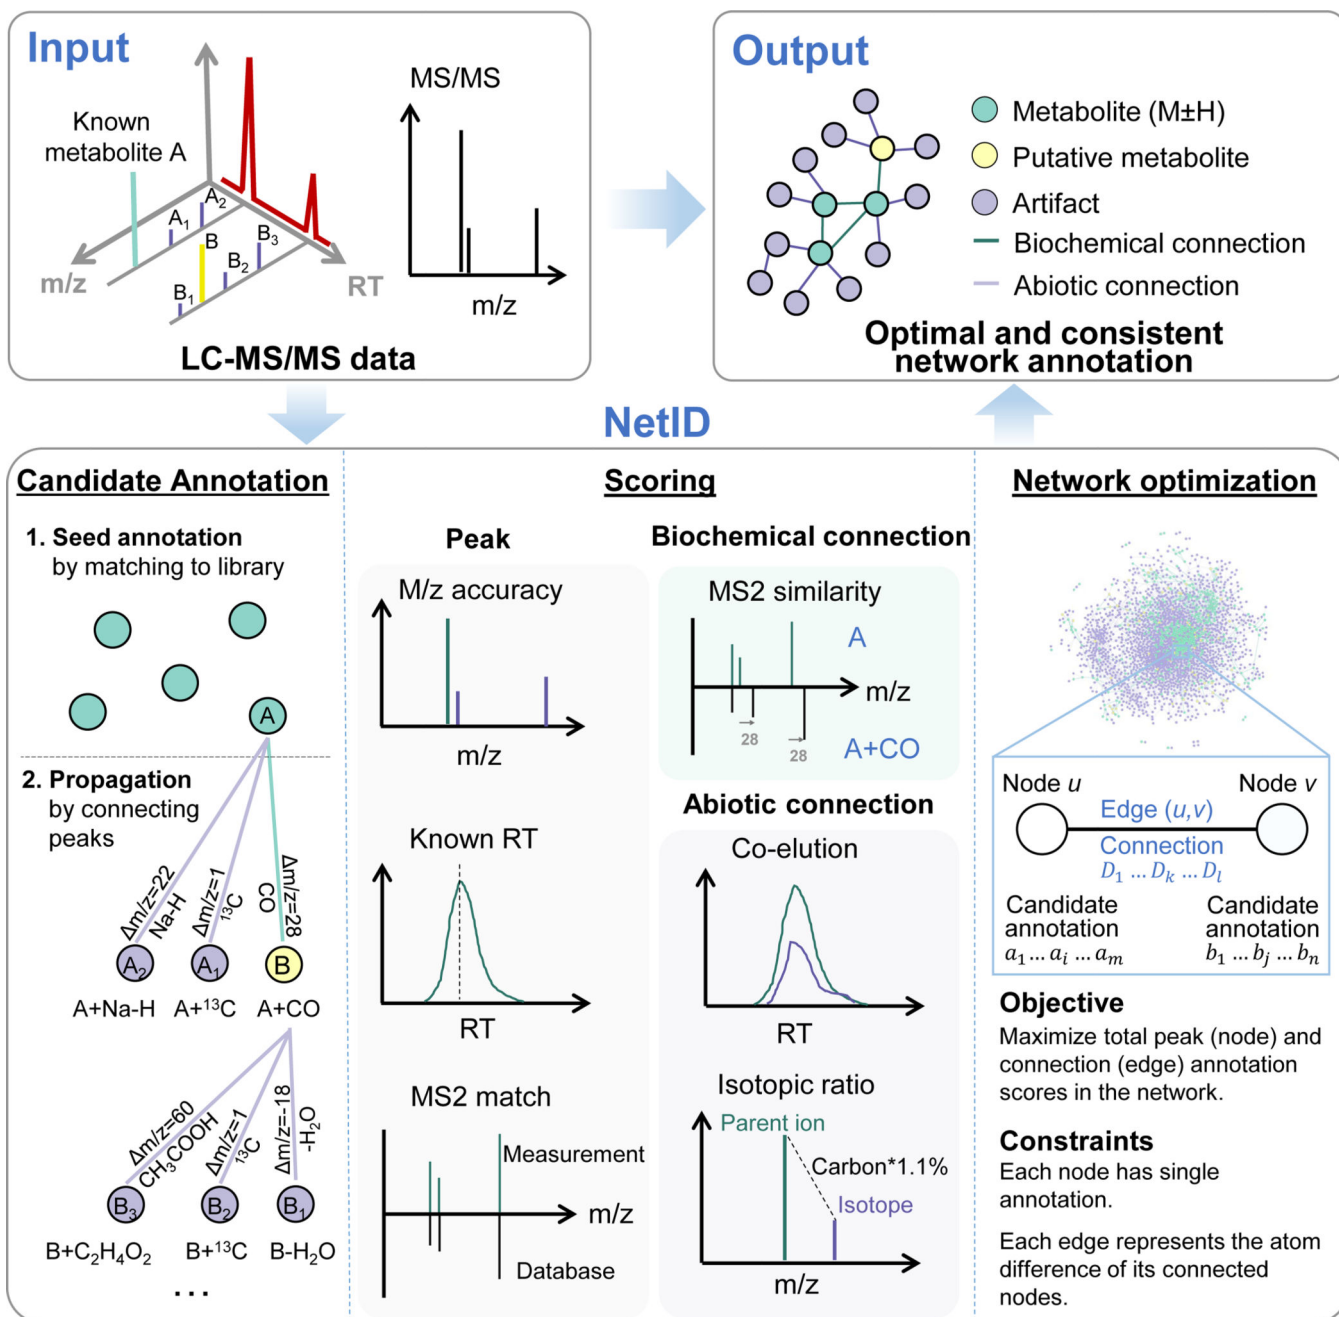 Input
Known
metabolite A
A₁
A₂
B
B₁
B₂
B₃
m/z
RT
MS/MS
m/z
LC-MS/MS data
Output
Metabolite (M±H)
Putative metabolite
Artifact
Biochemical connection
Abiotic connection
Optimal and consistent
network annotation
NetID
Candidate Annotation
1. Seed annotation
by matching to library
A
2. Propagation
by connecting
peaks
Δm/z=22
Na-H
Δm/z=1
¹³C
Δm/z=28
CO
A₂
A₁
B
A+Na-H
A+¹³C
A+CO
Δm/z=60
CH₃COOH
Δm/z=1
¹³C
Δm/z=-18
-H₂O
B₃
B₂
B₁
B+C₂H₄O₂
B+¹³C
B-H₂O
...
Scoring
Peak
M/z accuracy
m/z
Known RT
RT
MS2 match
Measurement
m/z
Database
Biochemical connection
MS2 similarity
A
m/z
28
28
A+CO
Abiotic connection
Co-elution
RT
Isotopic ratio
Parent ion
Carbon*1.1%
Isotope
m/z
Network optimization
Node u
Node v
Edge (u,v)
Connection
D₁ ... Dₖ ... Dₗ
Candidate
annotation
a₁ ... aᵢ ... aₘ
Candidate
annotation
b₁ ... bⱼ ... bₙ
Objective
Maximize total peak (node) and
connection (edge) annotation
scores in the network.
Constraints
Each node has single
annotation.
Each edge represents the atom
difference of its connected
nodes.